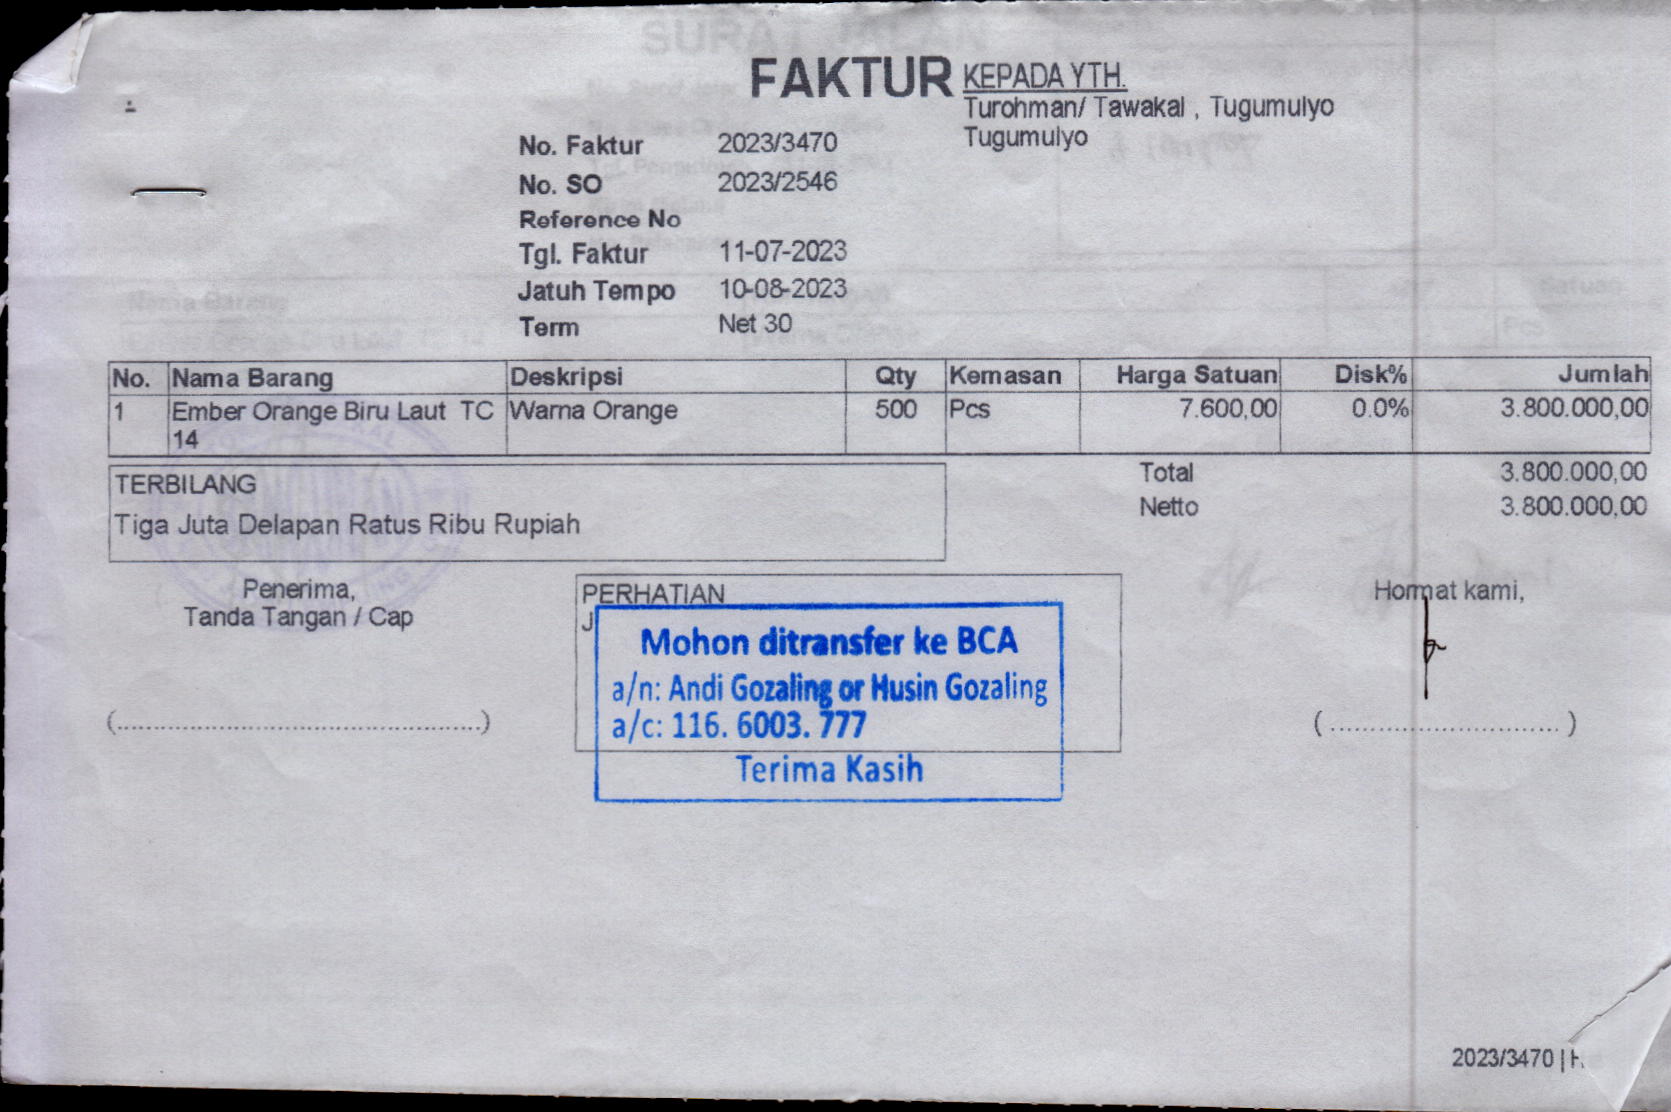 FAKTUR
KEPADA YTH.
Turohman/ Tawakal , Tugumulyo
Tugumulyo
No. Faktur 2023/3470
No. SO 2023/2546
Reference No
Tgl. Faktur 11-07-2023
Jatuh Tempo 10-08-2023
Term Net 30
No. Nama Barang Deskripsi Qty Kemasan Harga Satuan Disk% Jumlah
1 Ember Orange Biru Laut TC 14 Warna Orange 500 Pcs 7.600,00 0.0% 3.800.000,00
Total 3.800.000,00
Netto 3.800.000,00
TERBILANG
Tiga Juta Delapan Ratus Ribu Rupiah
Penerima,
Tanda Tangan / Cap
PERHATIAN
Mohon ditransfer ke BCA
a/n: Andi Gozaling or Husin Gozaling
a/c: 116. 6003. 777
Terima Kasih
Hormat kami,
2023/3470 |